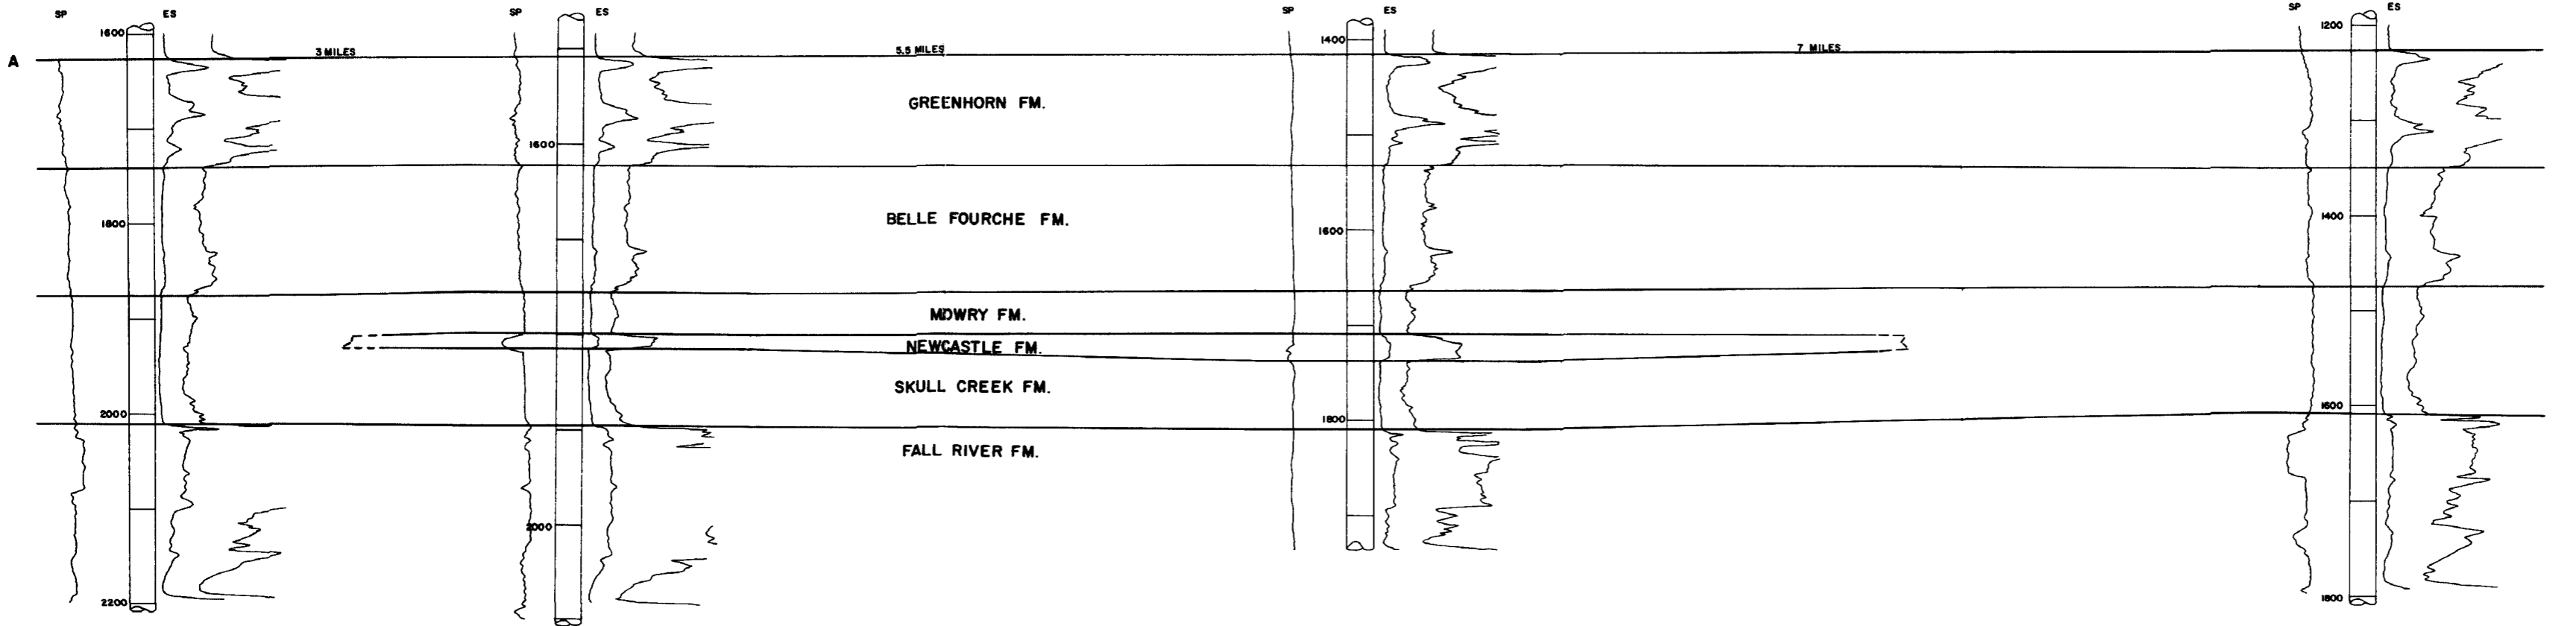 SP ES SP ES SP ES SP ES
1600 1400 1200
A 3 MILES 5.5 MILES 7 MILES
GREENHORN FM.
1600
1800 BELLE FOURCHE FM. 1600 1400
MOWRY FM.
NEWCASTLE FM.
SKULL CREEK FM.
2000 1800 1600
FALL RIVER FM.
2000
2200 1800